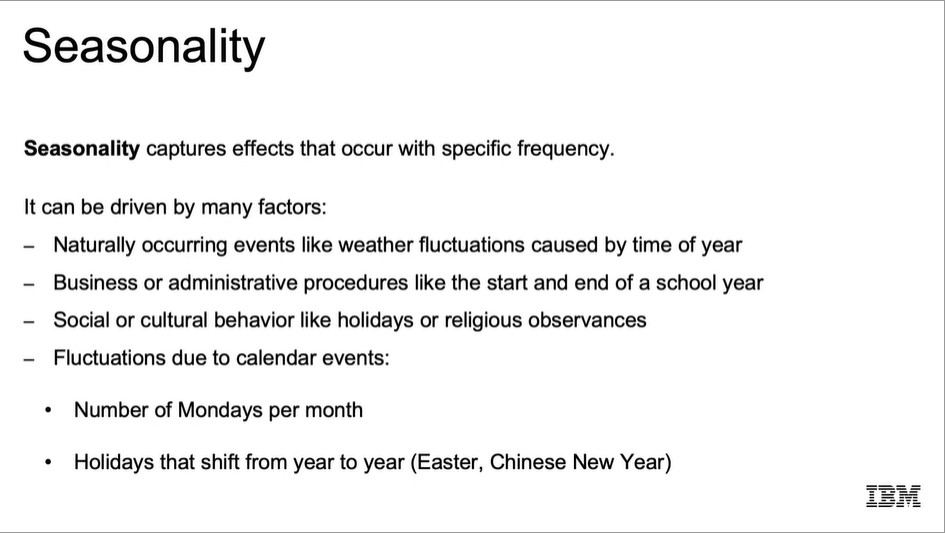 Seasonality
Seasonality captures effects that occur with specific frequency.
It can be driven by many factors:
– Naturally occurring events like weather fluctuations caused by time of year
– Business or administrative procedures like the start and end of a school year
– Social or cultural behavior like holidays or religious observances
– Fluctuations due to calendar events:
• Number of Mondays per month
• Holidays that shift from year to year (Easter, Chinese New Year)
IBM